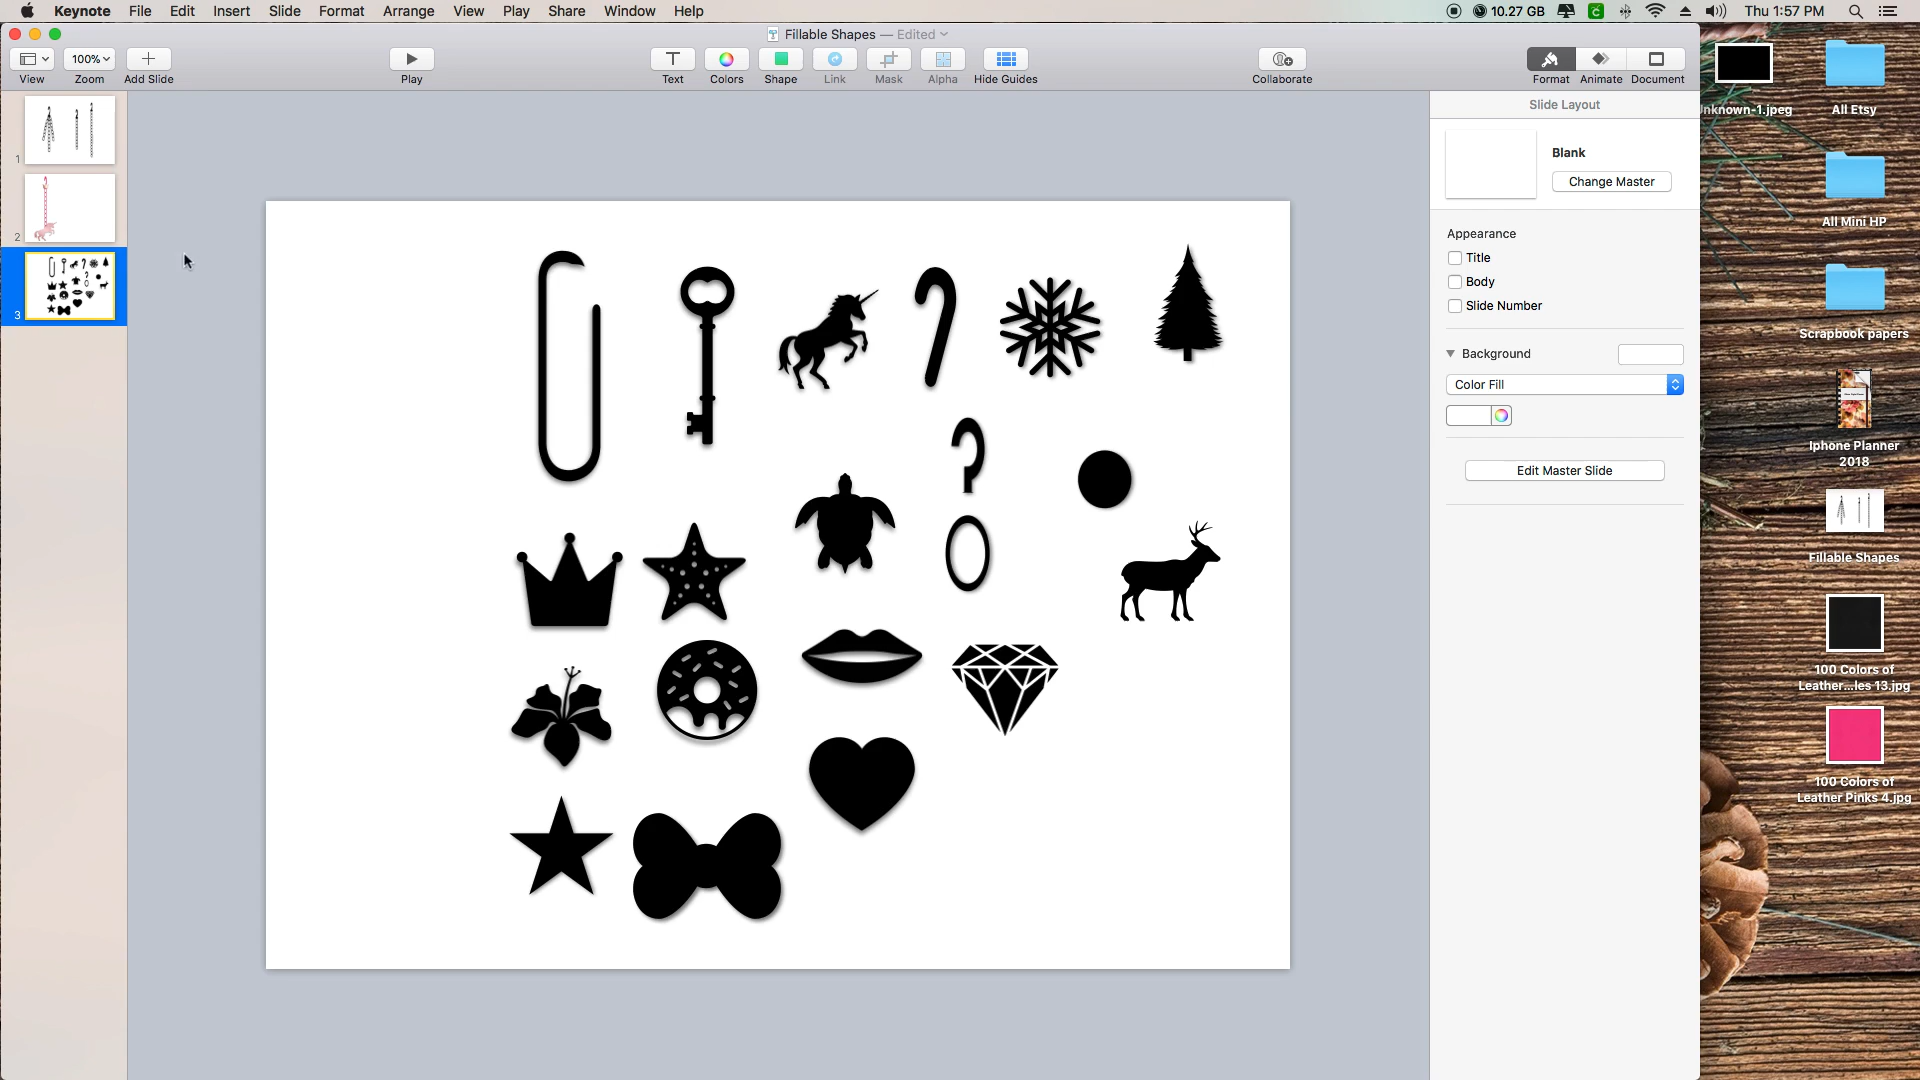 Keynote File Edit Insert Slide Format Arrange View Play Share Window Help
10.27 GB
Thu 1:57 PM
Fillable Shapes — Edited
100%
View Zoom Add Slide
Play
Text Colors Shape Link Mask Alpha Hide Guides
Collaborate
Format Animate Document
1
2
3
Slide Layout
Blank
Change Master
Appearance
Title
Body
Slide Number
Background
Color Fill
Edit Master Slide
nknown-1.jpeg
All Etsy
All Mini HP
Scrapbook papers
Iphone Planner
2018
Fillable Shapes
100 Colors of
Leather...les 13.jpg
100 Colors of
Leather Pinks 4.jpg